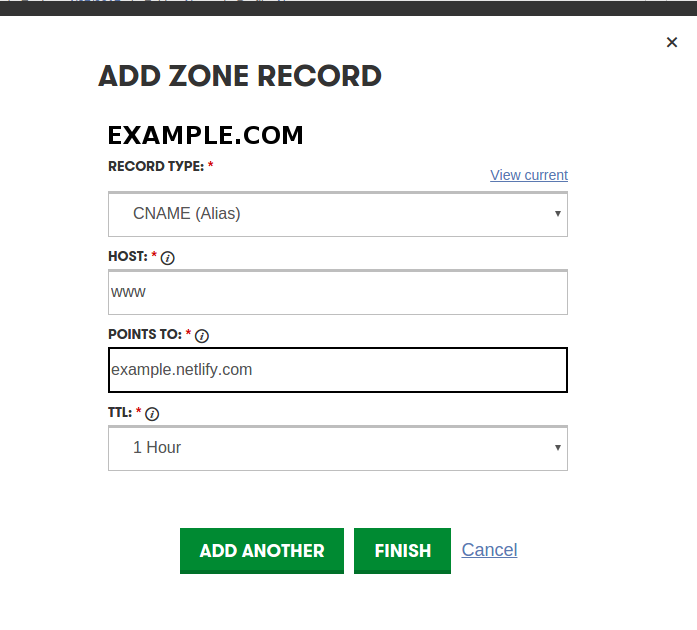 ×
ADD ZONE RECORD
EXAMPLE.COM
RECORD TYPE: *
View current
CNAME (Alias)
HOST: * i
www
POINTS TO: * i
example.netlify.com
TTL: * i
1 Hour
ADD ANOTHER FINISH Cancel